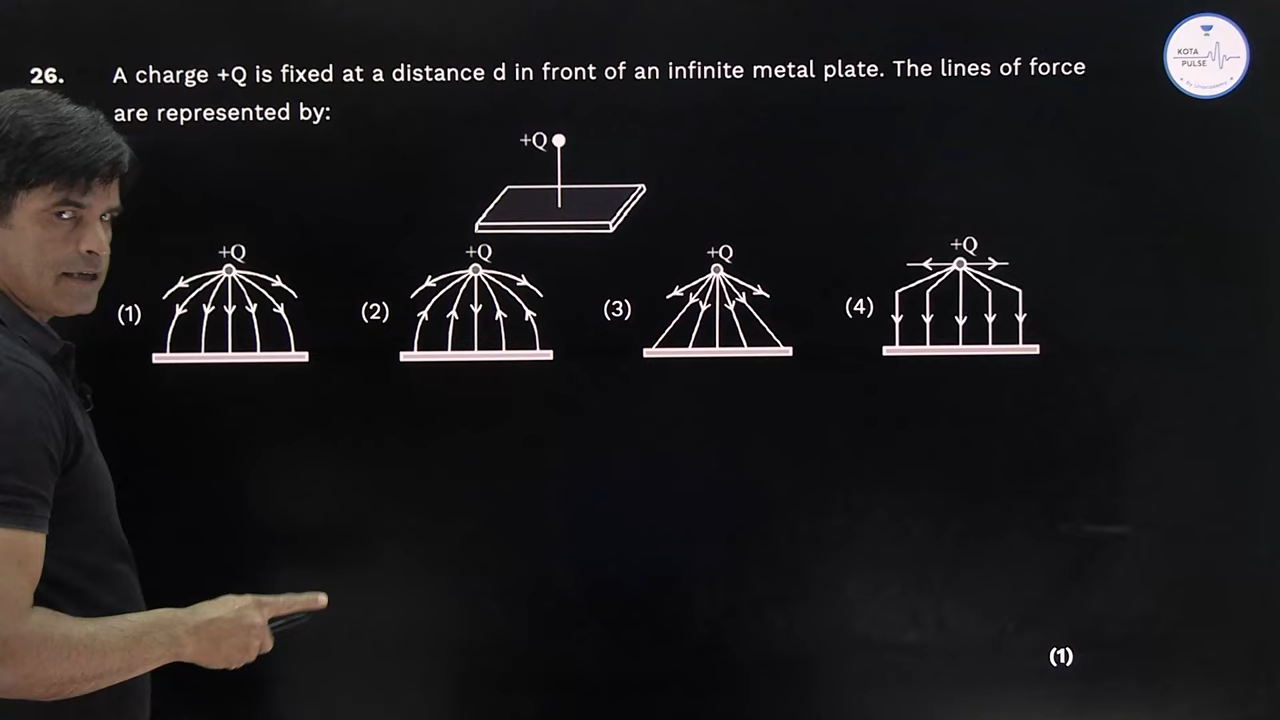 KOTA
PULSE
26. A charge +Q is fixed at a distance d in front of an infinite metal plate. The lines of force
are represented by:
+Q
+Q +Q +Q +Q
(1) (2) (3) (4)
(1)